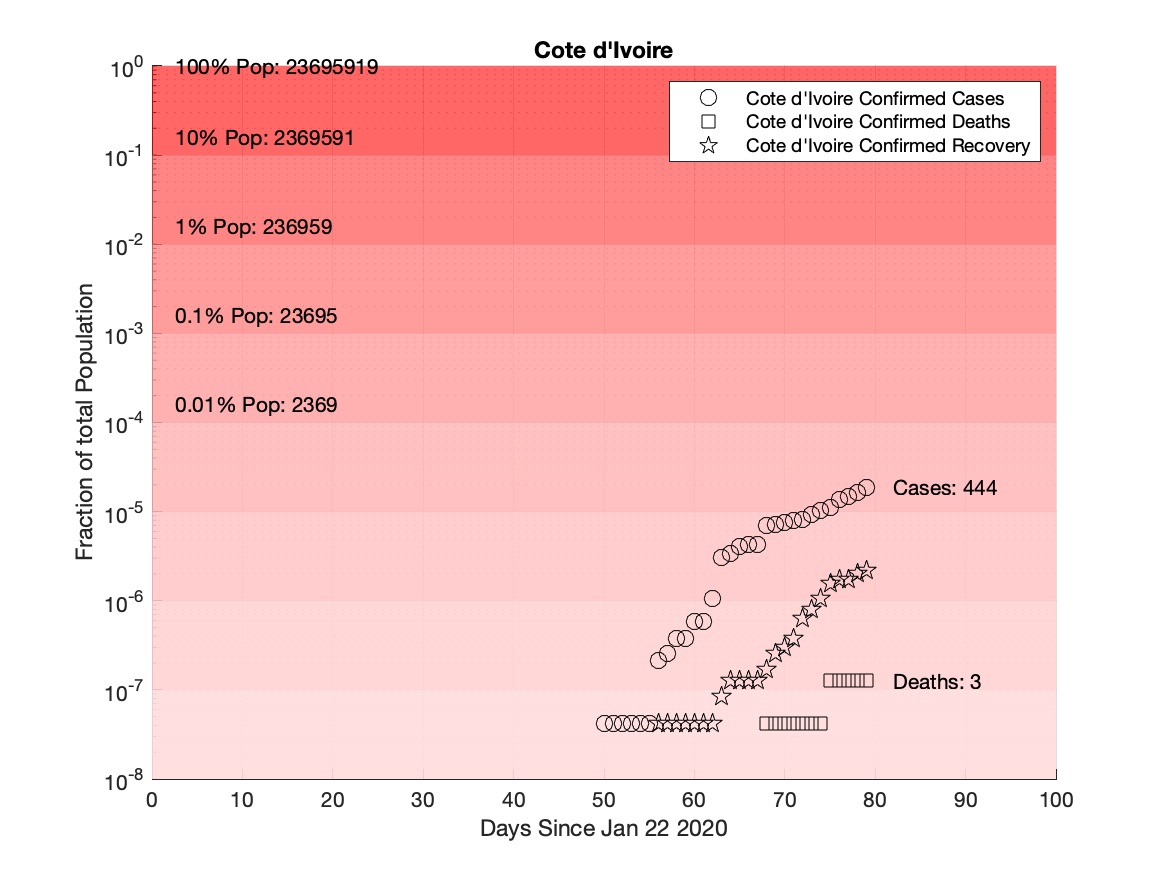 Cote d'Ivoire
10^0
100% Pop: 23695919
Cote d'Ivoire Confirmed Cases
Cote d'Ivoire Confirmed Deaths
Cote d'Ivoire Confirmed Recovery
10% Pop: 2369591
10^-1
1% Pop: 236959
10^-2
0.1% Pop: 23695
10^-3
0.01% Pop: 2369
10^-4
Cases: 444
10^-5
10^-6
Deaths: 3
10^-7
10^-8
Fraction of total Population
0 10 20 30 40 50 60 70 80 90 100
Days Since Jan 22 2020